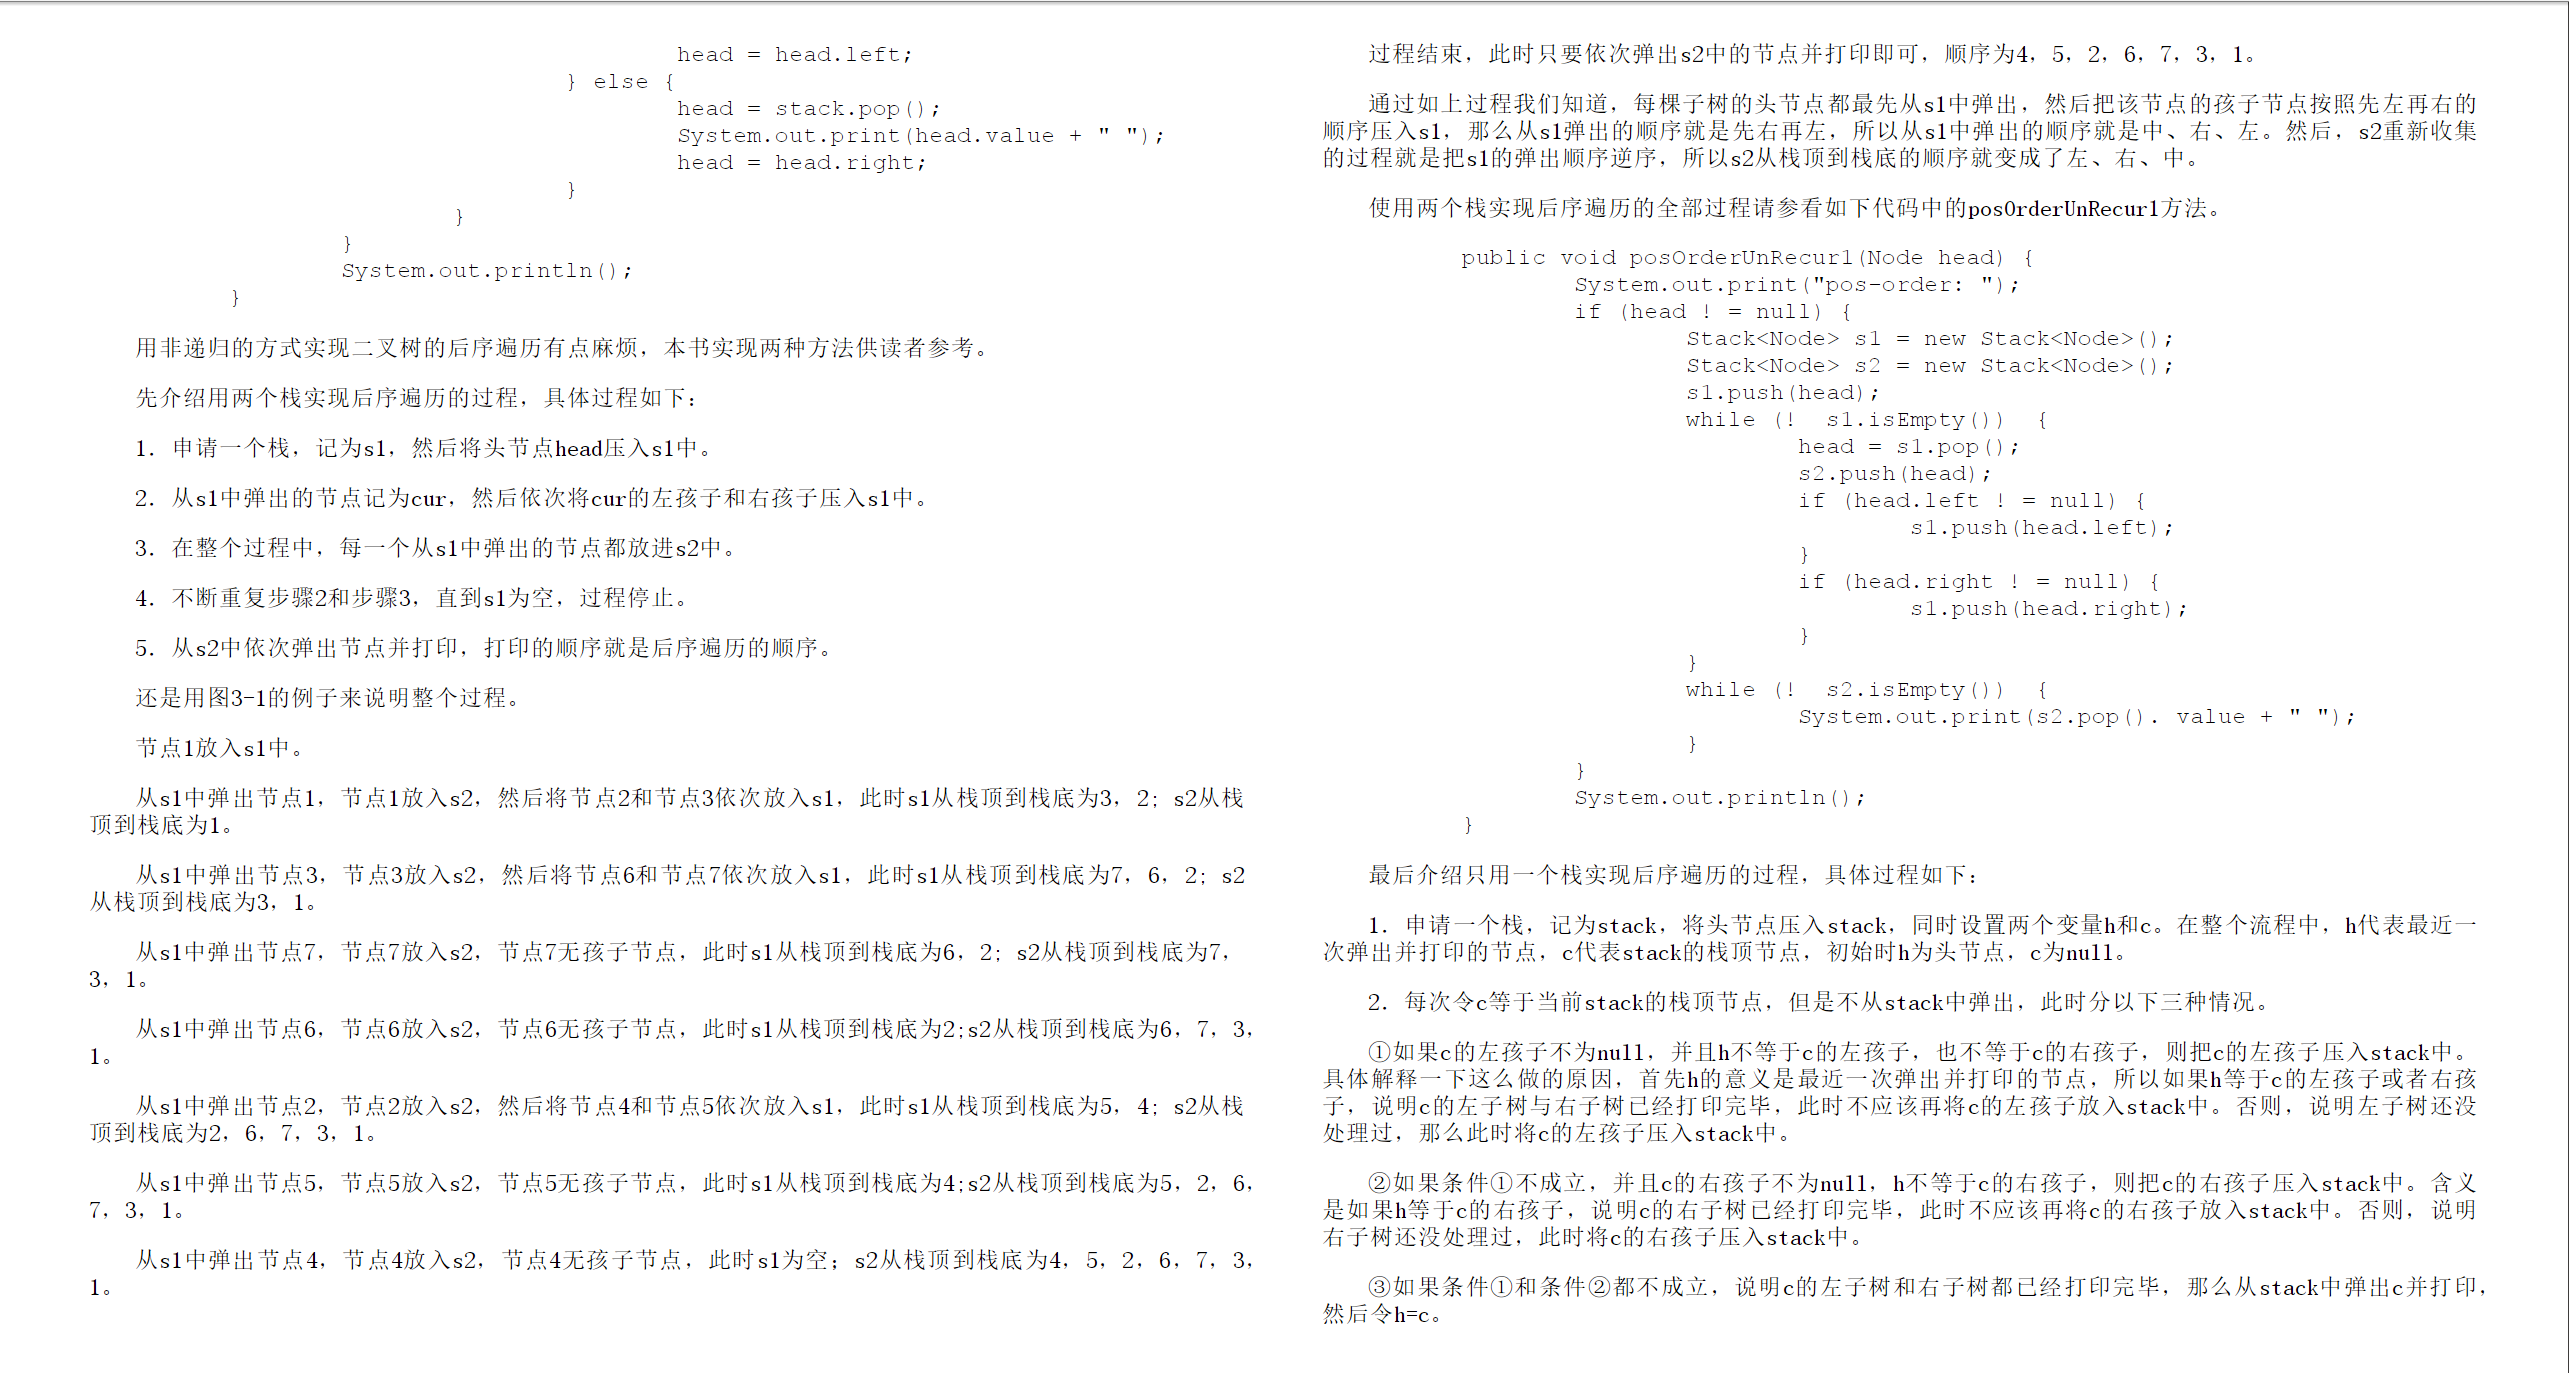 head = head.left;
} else {
head = stack.pop();
System.out.print(head.value + " ");
head = head.right;
}
}
}
System.out.println();
}
用非递归的方式实现二叉树的后序遍历有点麻烦，本书实现两种方法供读者参考。
先介绍用两个栈实现后序遍历的过程，具体过程如下：
1．申请一个栈，记为s1，然后将头节点head压入s1中。
2．从s1中弹出的节点记为cur，然后依次将cur的左孩子和右孩子压入s1中。
3．在整个过程中，每一个从s1中弹出的节点都放进s2中。
4．不断重复步骤2和步骤3，直到s1为空，过程停止。
5．从s2中依次弹出节点并打印，打印的顺序就是后序遍历的顺序。
还是用图3-1的例子来说明整个过程。
节点1放入s1中。
从s1中弹出节点1，节点1放入s2，然后将节点2和节点3依次放入s1，此时s1从栈顶到栈底为3，2；s2从栈
顶到栈底为1。
从s1中弹出节点3，节点3放入s2，然后将节点6和节点7依次放入s1，此时s1从栈顶到栈底为7，6，2；s2
从栈顶到栈底为3，1。
从s1中弹出节点7，节点7放入s2，节点7无孩子节点，此时s1从栈顶到栈底为6，2；s2从栈顶到栈底为7，
3，1。
从s1中弹出节点6，节点6放入s2，节点6无孩子节点，此时s1从栈顶到栈底为2;s2从栈顶到栈底为6，7，3，
1。
从s1中弹出节点2，节点2放入s2，然后将节点4和节点5依次放入s1，此时s1从栈顶到栈底为5，4；s2从栈
顶到栈底为2，6，7，3，1。
从s1中弹出节点5，节点5放入s2，节点5无孩子节点，此时s1从栈顶到栈底为4;s2从栈顶到栈底为5，2，6，
7，3，1。
从s1中弹出节点4，节点4放入s2，节点4无孩子节点，此时s1为空；s2从栈顶到栈底为4，5，2，6，7，3，
1。
过程结束，此时只要依次弹出s2中的节点并打印即可，顺序为4，5，2，6，7，3，1。
通过如上过程我们知道，每棵子树的头节点都最先从s1中弹出，然后把该节点的孩子节点按照先左再右的
顺序压入s1，那么从s1弹出的顺序就是先右再左，所以从s1中弹出的顺序就是中、右、左。然后，s2重新收集
的过程就是把s1的弹出顺序逆序，所以s2从栈顶到栈底的顺序就变成了左、右、中。
使用两个栈实现后序遍历的全部过程请参看如下代码中的posOrderUnRecur1方法。
public void posOrderUnRecur1(Node head) {
System.out.print("pos-order: ");
if (head ! = null) {
Stack<Node> s1 = new Stack<Node>();
Stack<Node> s2 = new Stack<Node>();
s1.push(head);
while (!  s1.isEmpty())  {
head = s1.pop();
s2.push(head);
if (head.left ! = null) {
s1.push(head.left);
}
if (head.right ! = null) {
s1.push(head.right);
}
}
while (!  s2.isEmpty())  {
System.out.print(s2.pop(). value + " ");
}
}
System.out.println();
}
最后介绍只用一个栈实现后序遍历的过程，具体过程如下：
1．申请一个栈，记为stack，将头节点压入stack，同时设置两个变量h和c。在整个流程中，h代表最近一
次弹出并打印的节点，c代表stack的栈顶节点，初始时h为头节点，c为null。
2．每次令c等于当前stack的栈顶节点，但是不从stack中弹出，此时分以下三种情况。
①如果c的左孩子不为null，并且h不等于c的左孩子，也不等于c的右孩子，则把c的左孩子压入stack中。
具体解释一下这么做的原因，首先h的意义是最近一次弹出并打印的节点，所以如果h等于c的左孩子或者右孩
子，说明c的左子树与右子树已经打印完毕，此时不应该再将c的左孩子放入stack中。否则，说明左子树还没
处理过，那么此时将c的左孩子压入stack中。
②如果条件①不成立，并且c的右孩子不为null，h不等于c的右孩子，则把c的右孩子压入stack中。含义
是如果h等于c的右孩子，说明c的右子树已经打印完毕，此时不应该再将c的右孩子放入stack中。否则，说明
右子树还没处理过，此时将c的右孩子压入stack中。
③如果条件①和条件②都不成立，说明c的左子树和右子树都已经打印完毕，那么从stack中弹出c并打印，
然后令h=c。